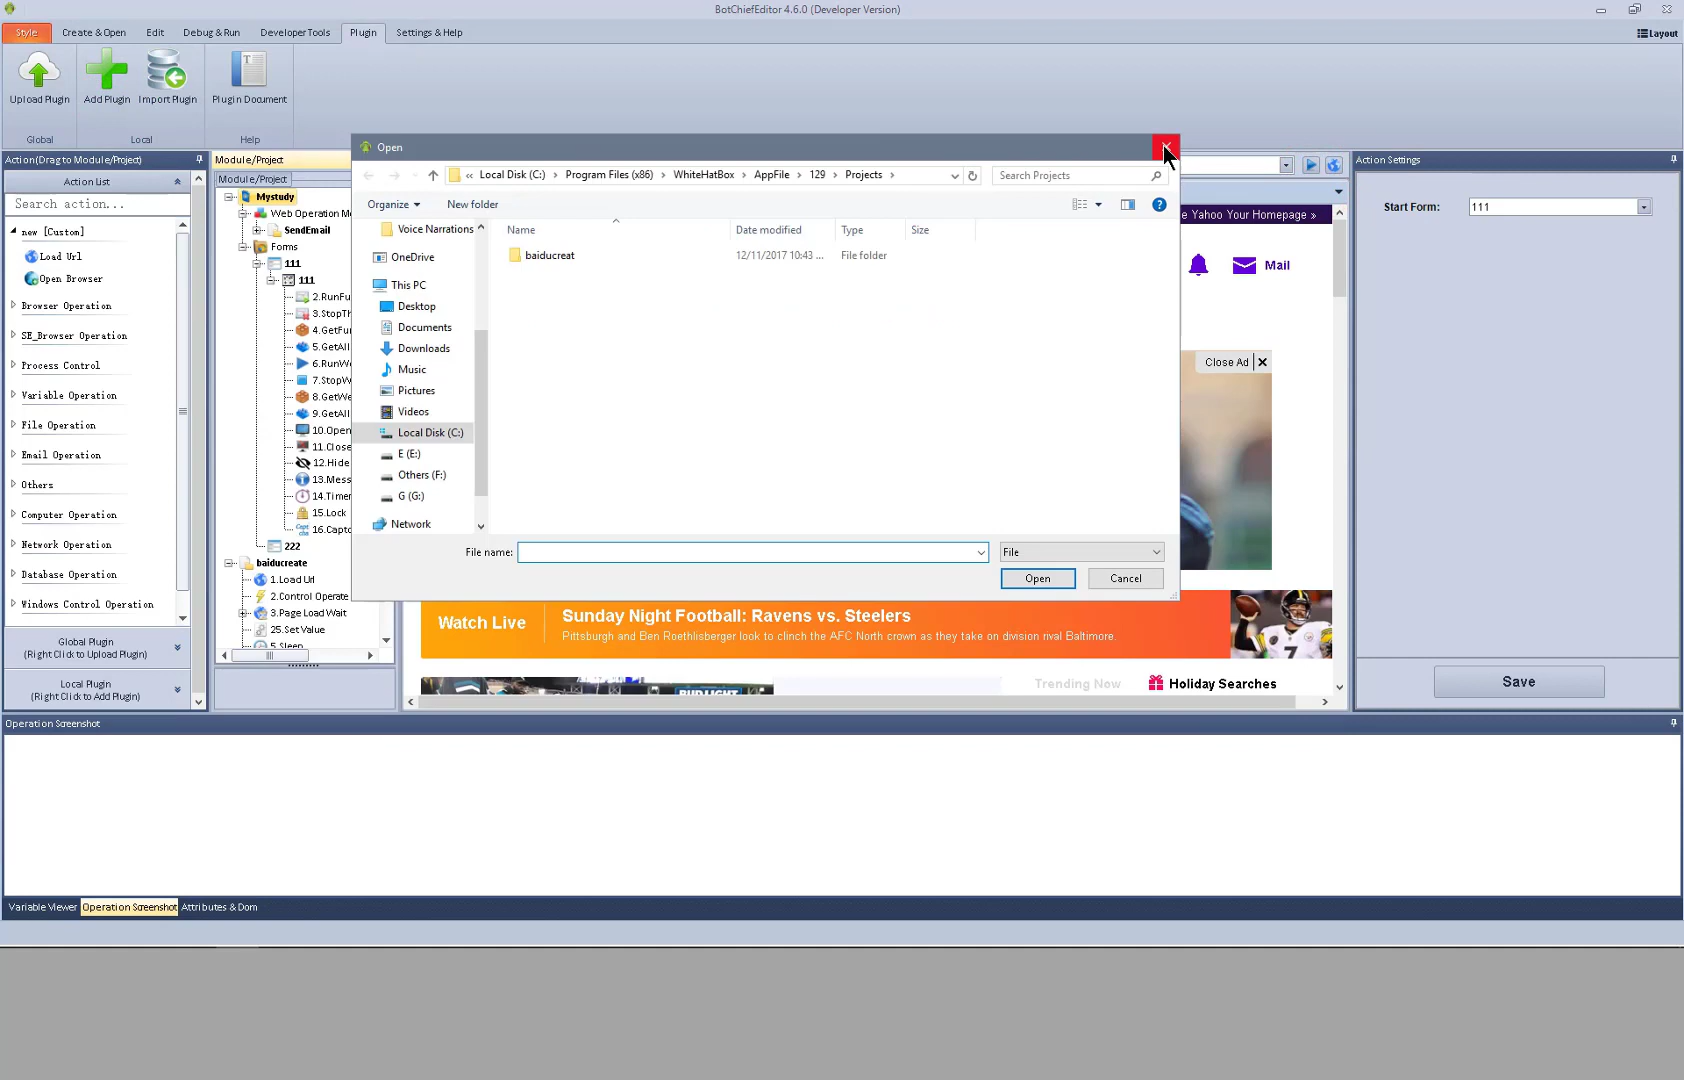 BotChiefEditor 4.6.0 (Developer Version)
Style
Create & Open
Edit
Debug & Run
Developer Tools
Plugin
Settings & Help
Layout
Upload Plugin
Add Plugin
Import Plugin
Plugin Document
Global
Local
Help
Action(Drag to Module/Project)
Action List
Search action...
new [Custom]
Load Url
Open Browser
Browser Operation
SE_Browser Operation
Process Control
Variable Operation
File Operation
Email Operation
Others
Computer Operation
Network Operation
Database Operation
Windows Control Operation
Global Plugin
(Right Click to Upload Plugin)
Local Plugin
(Right Click to Add Plugin)
Module/Project
Module/Project
Mystudy
Web Operation M
SendEmail
Forms
111
111
2.RunFu
3.StopTh
4.GetFu
5.GetAll
6.RunW
7.StopW
8.GetWe
9.GetAll
10.Open
11.Close
12.Hide
13.Mess
14.Timer
15.Lock
16.Captc
222
baiducreate
1.Load Url
2.Control Operate
3.Page Load Wait
25.Set Value
5.Sleep
Open
« Local Disk (C:) › Program Files (x86) › WhiteHatBox › AppFile › 129 › Projects ›
Search Projects
Organize
New folder
Voice Narrations
OneDrive
This PC
Desktop
Documents
Downloads
Music
Pictures
Videos
Local Disk (C:)
E (E:)
Others (F:)
G (G:)
Network
Name
Date modified
Type
Size
baiducreat
12/11/2017 10:43 ...
File folder
File name:
File
Open
Cancel
e Yahoo Your Homepage »
Mail
Close Ad
Watch Live
Sunday Night Football: Ravens vs. Steelers
Pittsburgh and Ben Roethlisberger look to clinch the AFC North crown as they take on division rival Baltimore.
7
BUD LIGHT
Trending Now
Holiday Searches
Action Settings
Start Form:
111
Save
Operation Screenshot
Variable Viewer
Operation Screenshot
Attributes & Dom